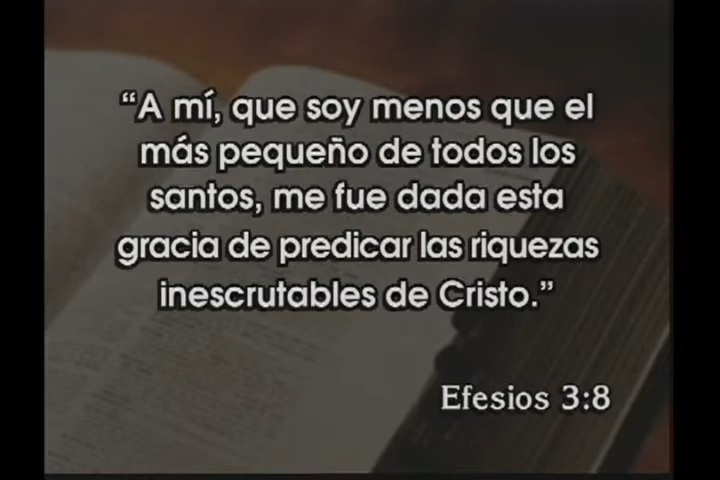 “A mí, que soy menos que el
más pequeño de todos los
santos, me fue dada esta
gracia de predicar las riquezas
inescrutables de Cristo.”
Efesios 3:8